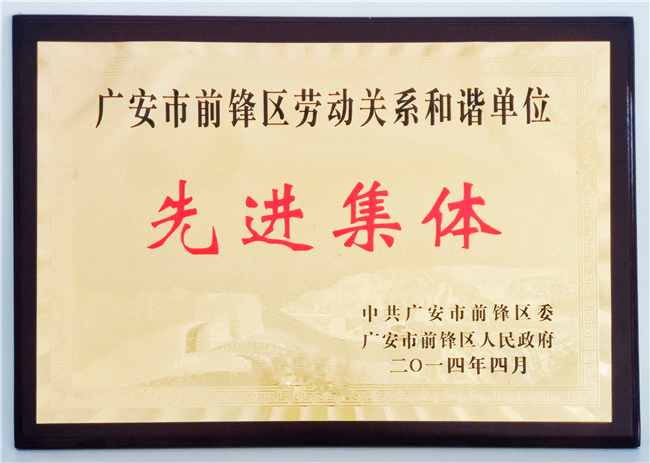 广安市前锋区劳动关系和谐单位
先进集体
中共广安市前锋区委
广安市前锋区人民政府
二〇一四年四月